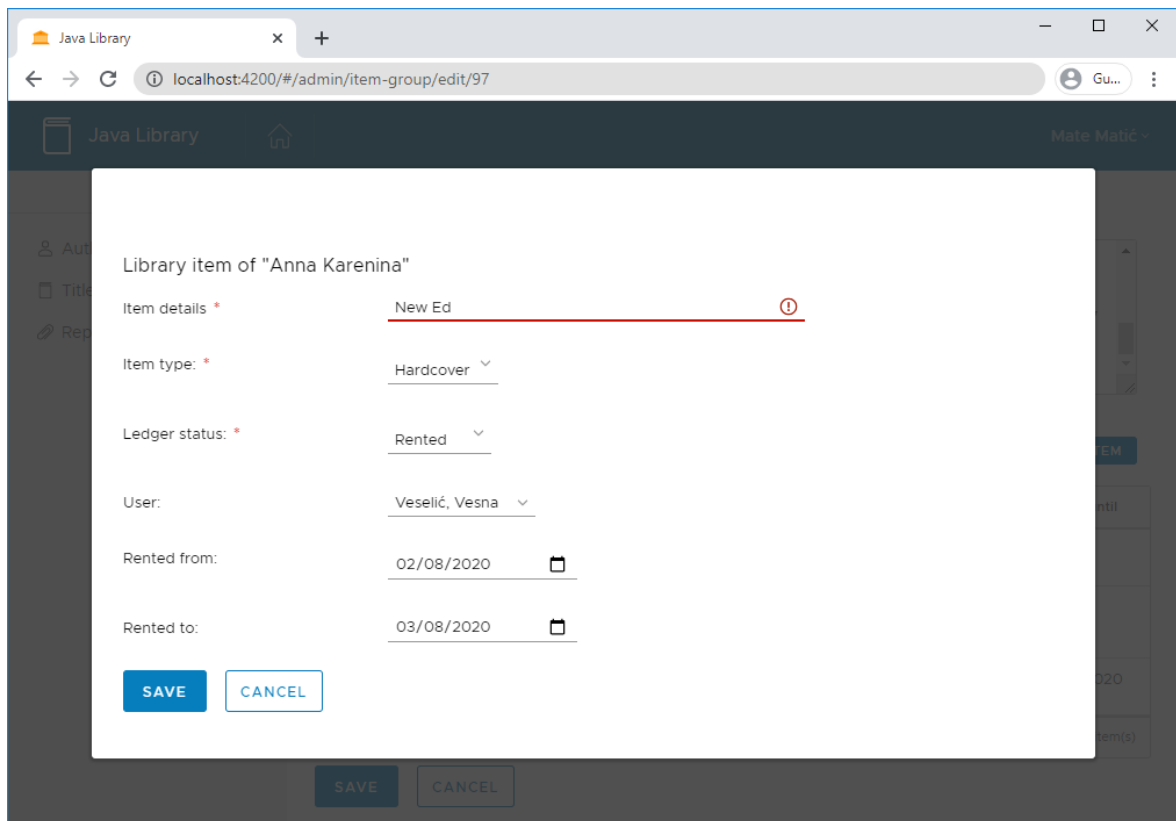 Java Library
localhost:4200/#/admin/item-group/edit/97
Gu...
Java Library
Mate Matić
Library item of "Anna Karenina"
Item details *
New Ed
Item type: *
Hardcover
Ledger status: *
Rented
User:
Veselić, Vesna
Rented from:
02/08/2020
Rented to:
03/08/2020
SAVE
CANCEL
SAVE
CANCEL